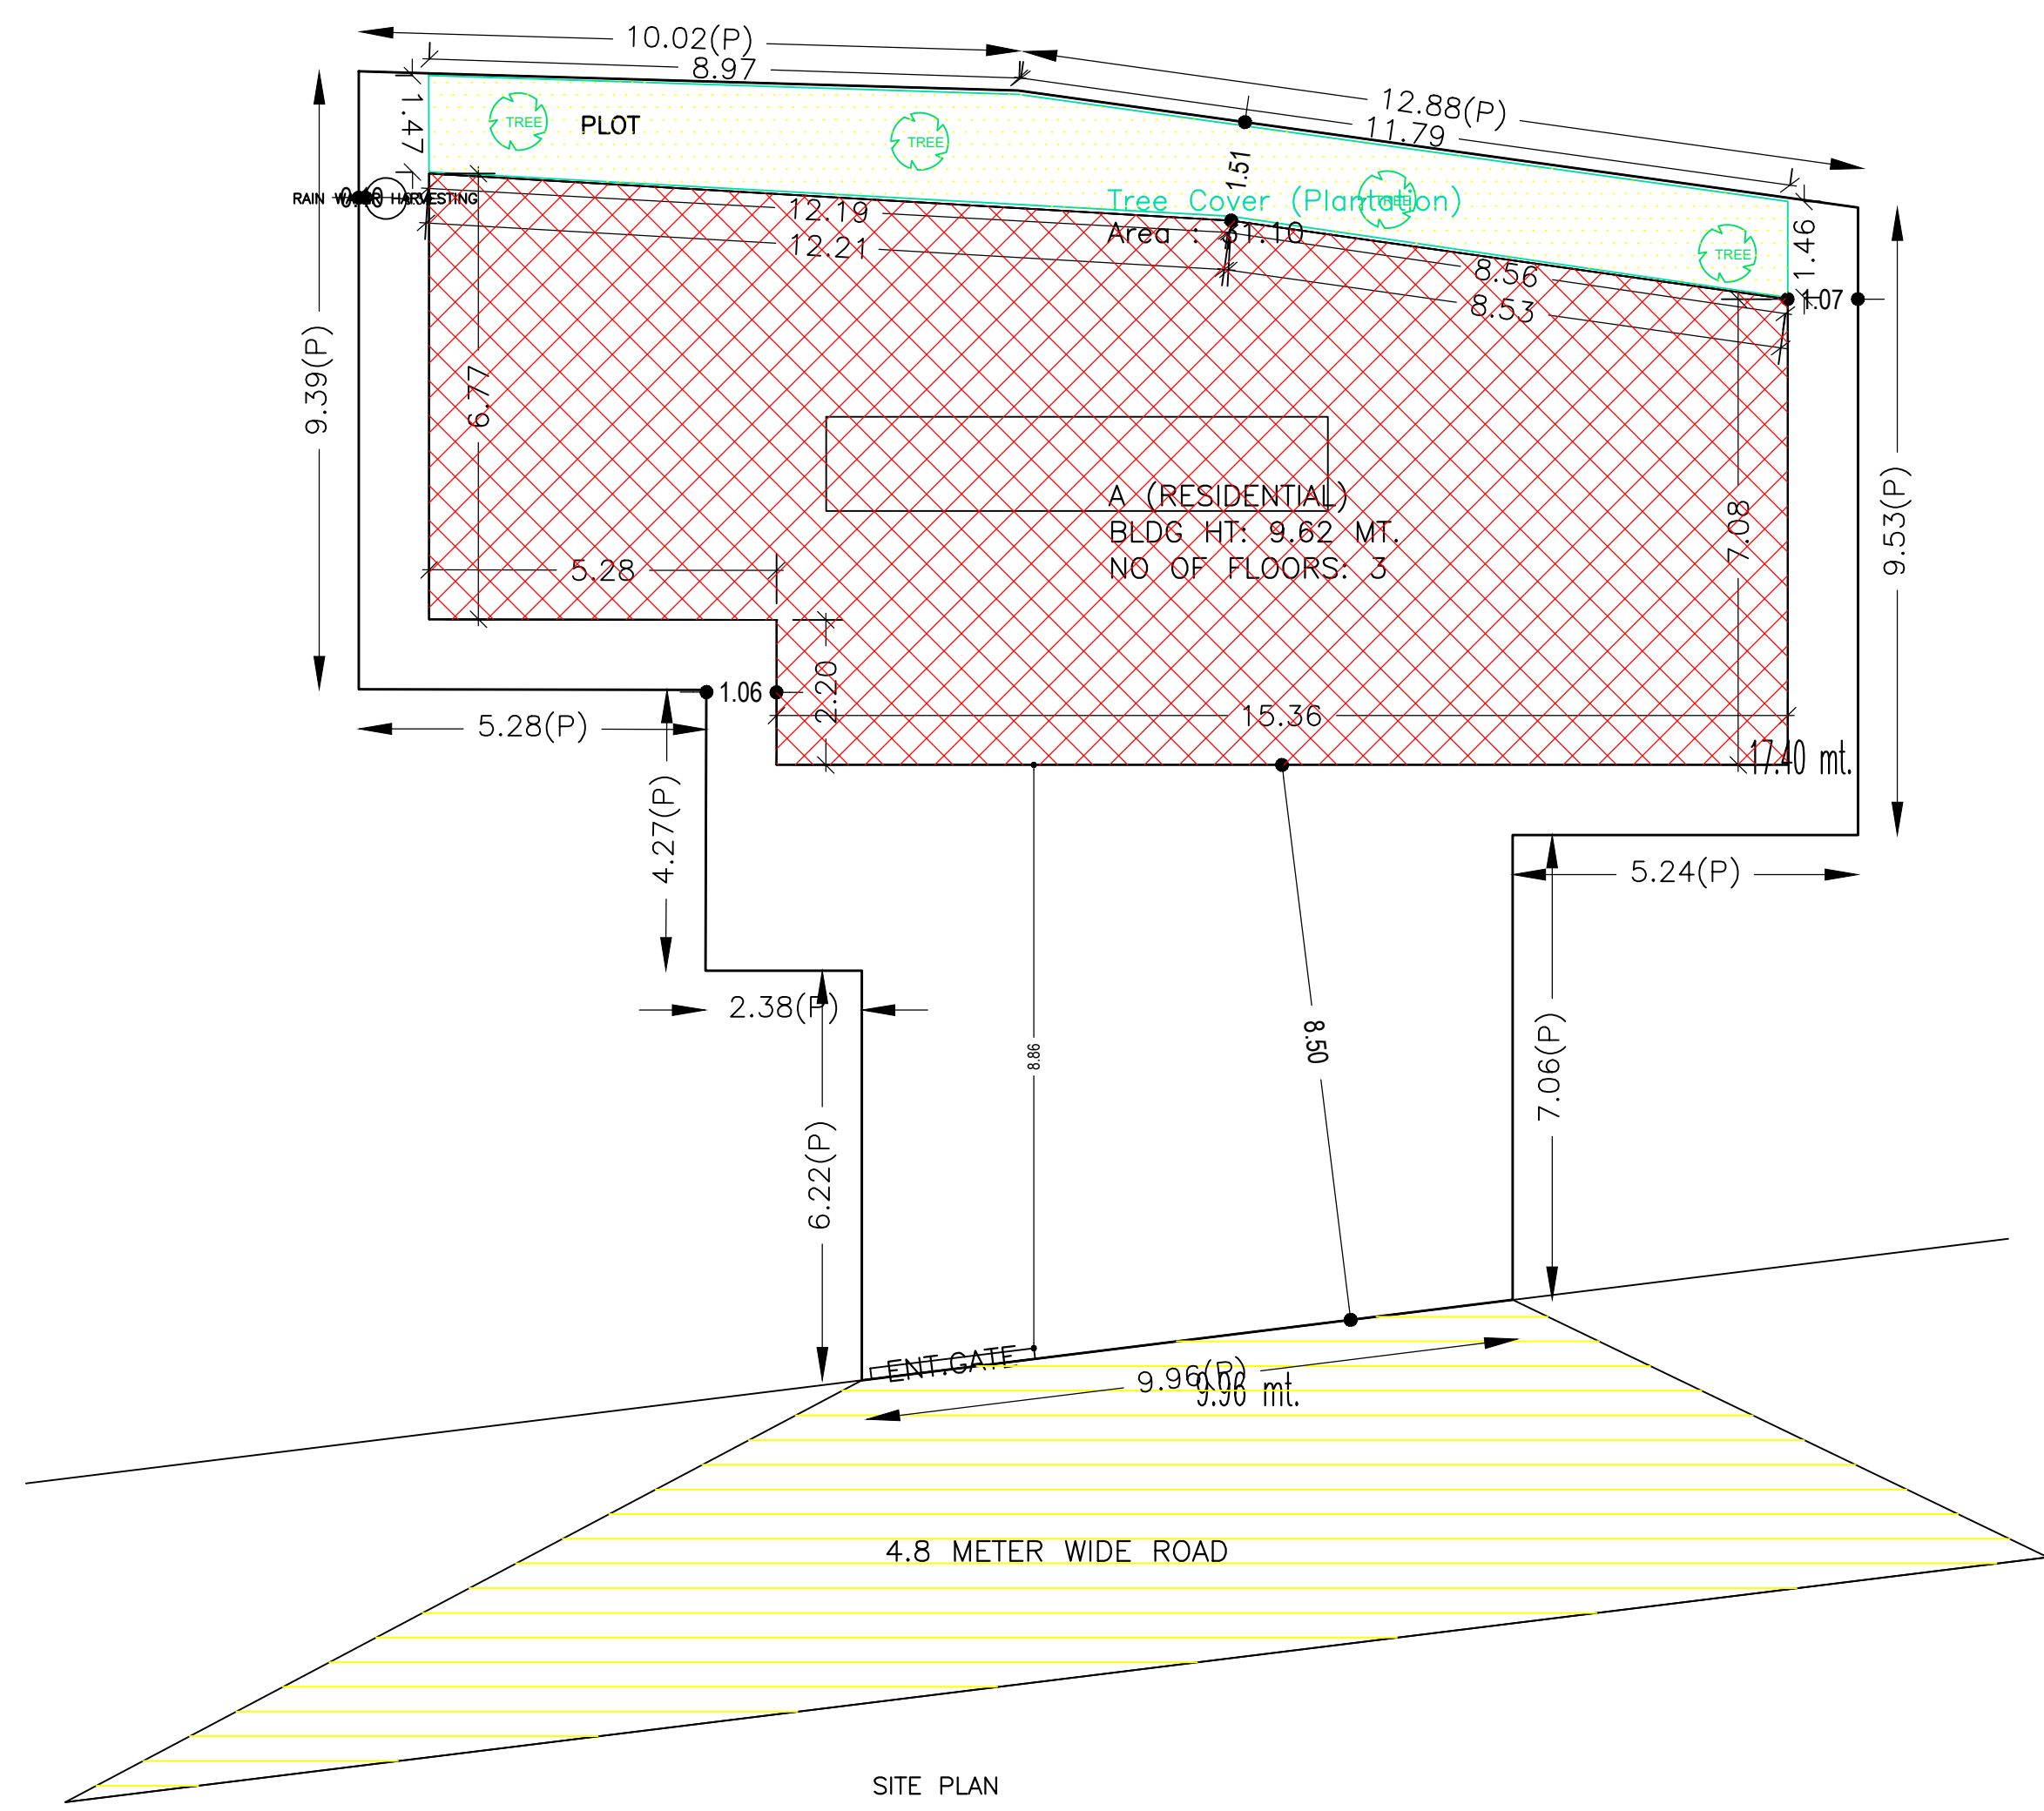 10.02(P)
8.97
12.88(P)
11.79
1.47
TREE
PLOT
TREE
1.51
TREE
Tree Cover (Plantation)
Area :
1.46
TREE
RAIN WATER HARVESTING
12.19
12.21
8.56
8.53
1.07
9.39(P)
6.77
A (RESIDENTIAL)
BLDG HT: 9.62 MT.
NO OF FLOORS: 3
7.08
9.53(P)
5.28
1.06
2.20
15.36
5.28(P)
17.40 mt.
4.27(P)
5.24(P)
2.38(P)
8.86
8.50
7.06(P)
6.22(P)
ENT.GATE
9.96(P)
9.96 mt.
4.8 METER WIDE ROAD
SITE PLAN